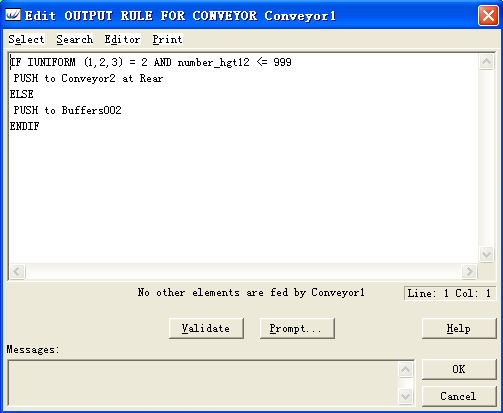 Edit OUTPUT RULE FOR CONVEYOR Conveyor1
Select Search Editor Print
IF IUNIFORM (1,2,3) = 2 AND number_hgt12 <= 999
PUSH to Conveyor2 at Rear
ELSE
PUSH to Buffers002
ENDIF
No other elements are fed by Conveyor1
Line: 1 Col: 1
Validate Prompt... Help
Messages:
OK
Cancel